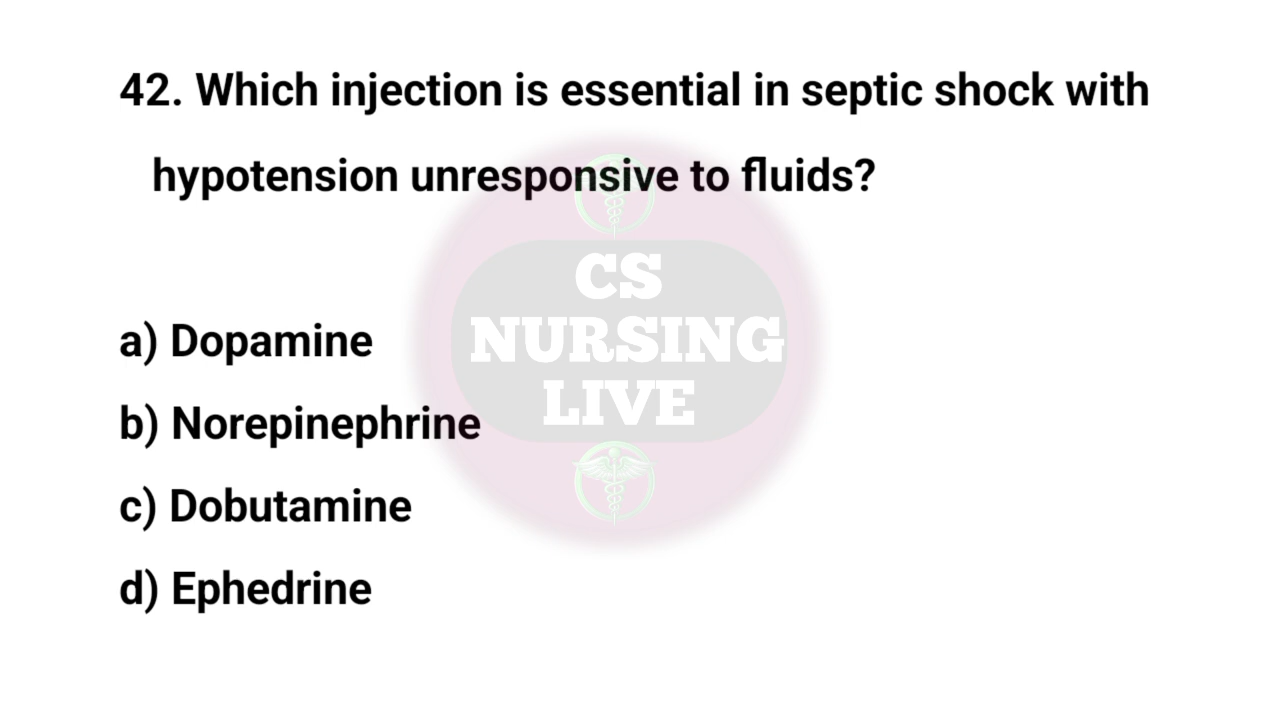 42. Which injection is essential in septic shock with
hypotension unresponsive to fluids?
CS
NURSING
LIVE
a) Dopamine
b) Norepinephrine
c) Dobutamine
d) Ephedrine